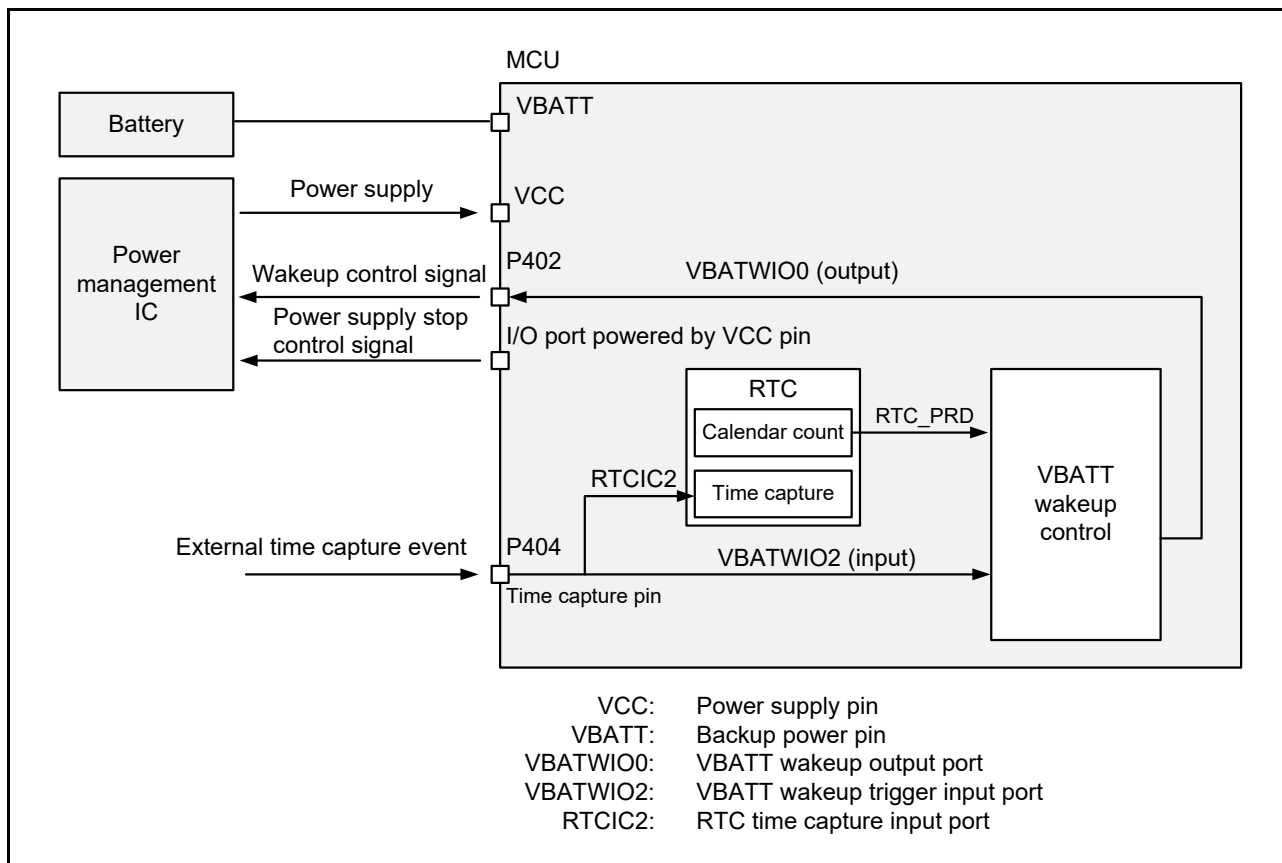 MCU
Battery
VBATT
Power supply
VCC
Power
management
IC
P402
Wakeup control signal
VBATWIO0 (output)
Power supply stop
control signal
I/O port powered by VCC pin
RTC
Calendar count
RTC_PRD
Time capture
RTCIC2
VBATT
wakeup
control
External time capture event
P404
VBATWIO2 (input)
Time capture pin
VCC: Power supply pin
VBATT: Backup power pin
VBATWIO0: VBATT wakeup output port
VBATWIO2: VBATT wakeup trigger input port
RTCIC2: RTC time capture input port